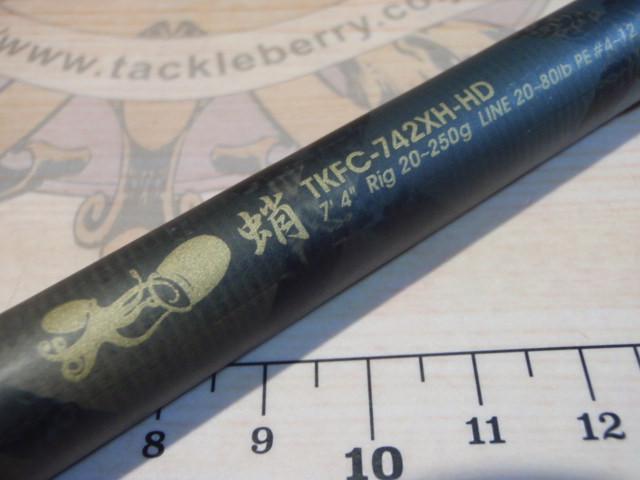 www.tackleberry.com
蛸 TKFC-742XH-HD
7' 4" Rig 20~250g LINE 20~80lb PE #4-12
8 9 10 11 12